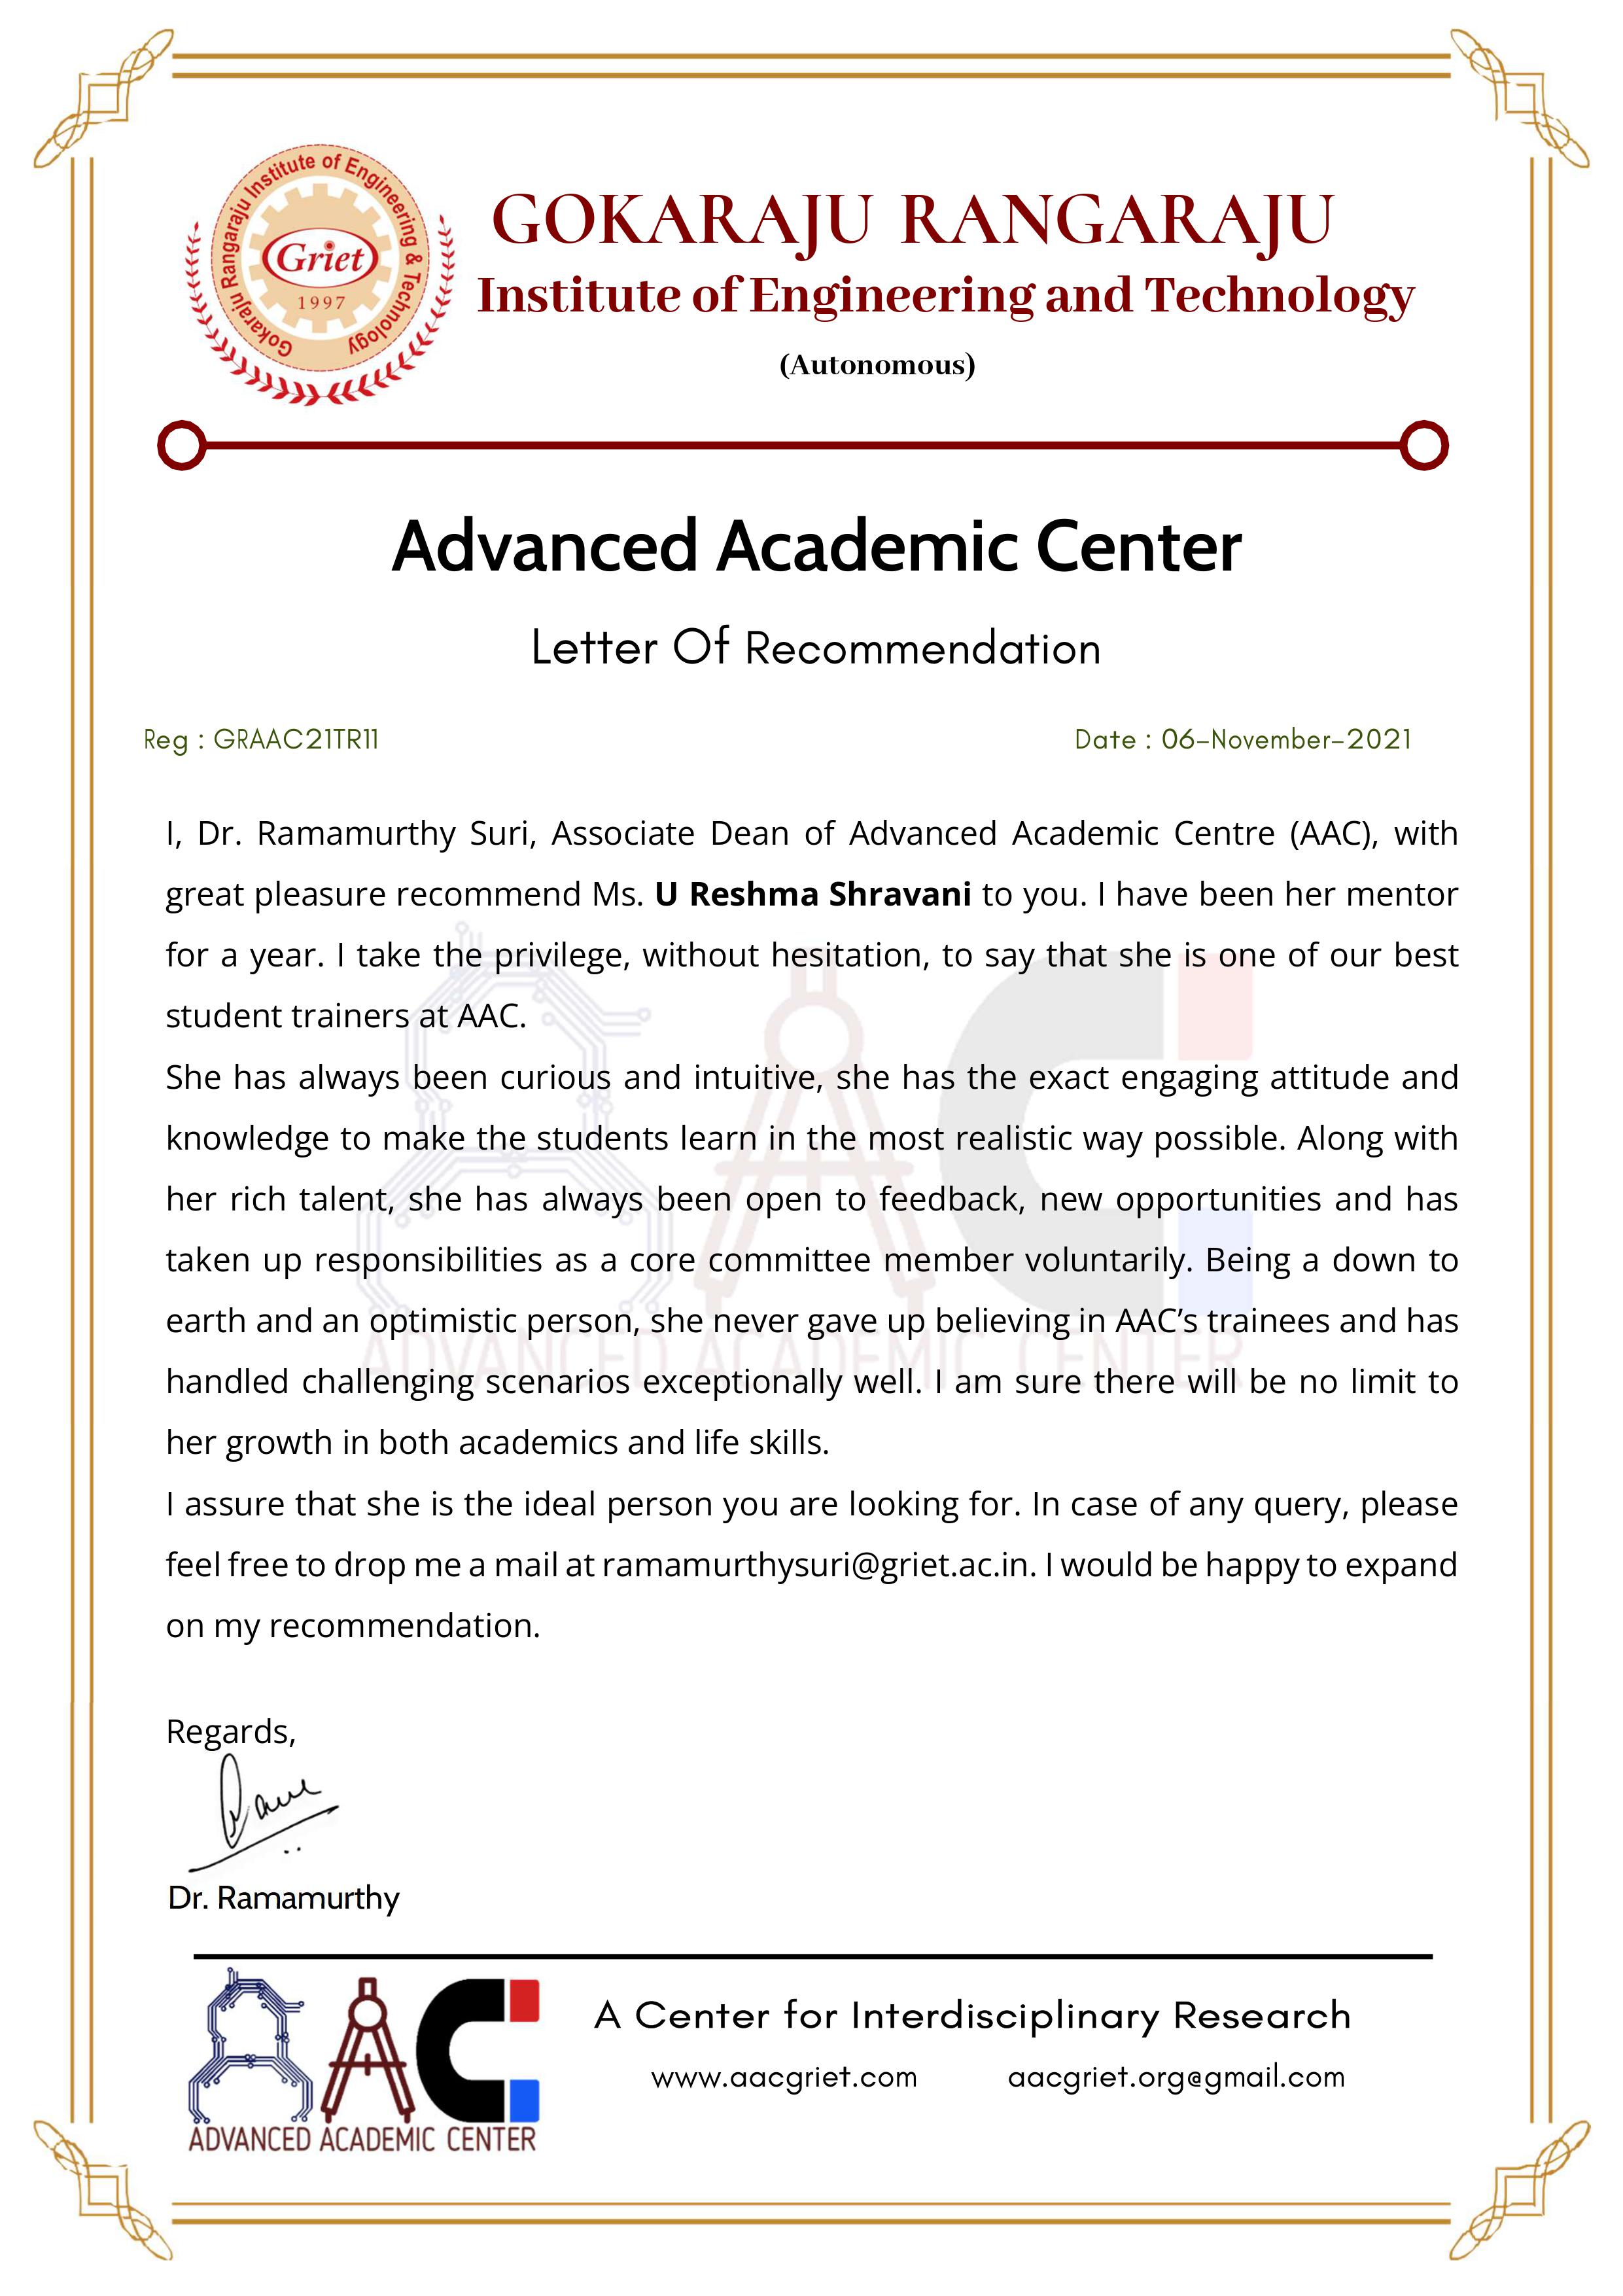 Gokaraju Rangaraju Institute of Engineering & Technology
Griet
1997
GOKARAJU RANGARAJU
Institute of Engineering and Technology
(Autonomous)
Advanced Academic Center
Letter Of Recommendation
Reg : GRAAC21TR11
Date : 06-November-2021
I, Dr. Ramamurthy Suri, Associate Dean of Advanced Academic Centre (AAC), with
great pleasure recommend Ms. U Reshma Shravani to you. I have been her mentor
for a year. I take the privilege, without hesitation, to say that she is one of our best
student trainers at AAC.
She has always been curious and intuitive, she has the exact engaging attitude and
knowledge to make the students learn in the most realistic way possible. Along with
her rich talent, she has always been open to feedback, new opportunities and has
taken up responsibilities as a core committee member voluntarily. Being a down to
earth and an optimistic person, she never gave up believing in AAC’s trainees and has
handled challenging scenarios exceptionally well. I am sure there will be no limit to
her growth in both academics and life skills.
I assure that she is the ideal person you are looking for. In case of any query, please
feel free to drop me a mail at ramamurthysuri@griet.ac.in. I would be happy to expand
on my recommendation.
AAC
ADVANCED ACADEMIC CENTER
Regards,
Dr. Ramamurthy
AAC
ADVANCED ACADEMIC CENTER
A Center for Interdisciplinary Research
www.aacgriet.com
aacgriet.org@gmail.com